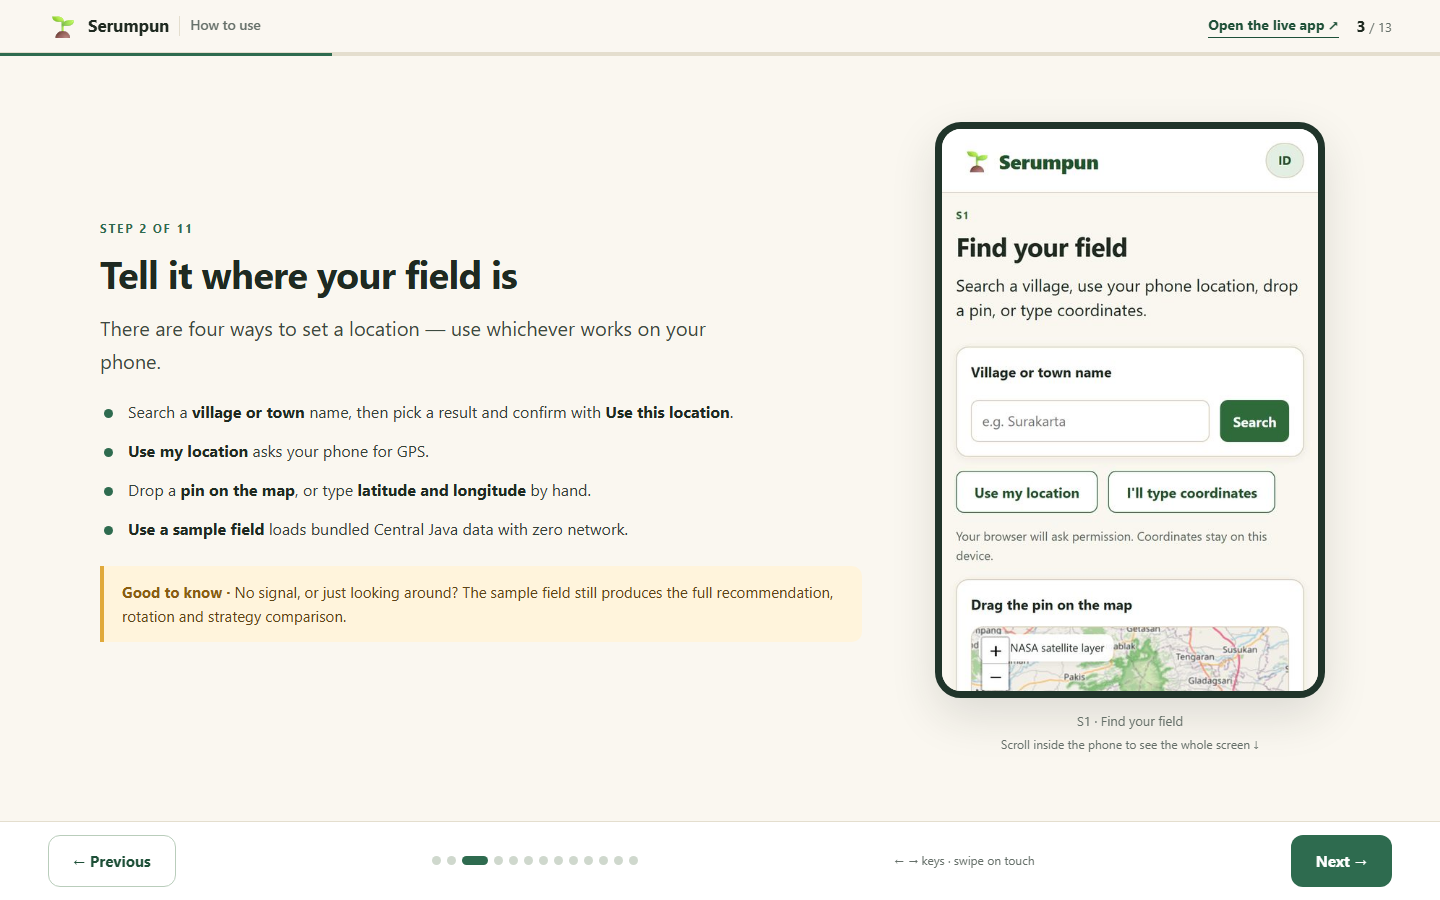 Serumpun
How to use
Open the live app ↗
3 / 13
STEP 2 OF 11
Tell it where your field is
There are four ways to set a location — use whichever works on your
phone.
Search a village or town name, then pick a result and confirm with Use this location.
Use my location asks your phone for GPS.
Drop a pin on the map, or type latitude and longitude by hand.
Use a sample field loads bundled Central Java data with zero network.
Good to know · No signal, or just looking around? The sample field still produces the full recommendation,
rotation and strategy comparison.
Serumpun
ID
S1
Find your field
Search a village, use your phone location, drop
a pin, or type coordinates.
Village or town name
e.g. Surakarta
Search
Use my location
I'll type coordinates
Your browser will ask permission. Coordinates stay on this
device.
Drag the pin on the map
Getasan
+
NASA satellite layer
Susukan
Tengaran
−
Pakis
Gladagsari
S1 · Find your field
Scroll inside the phone to see the whole screen ↓
← Previous
← → keys · swipe on touch
Next →